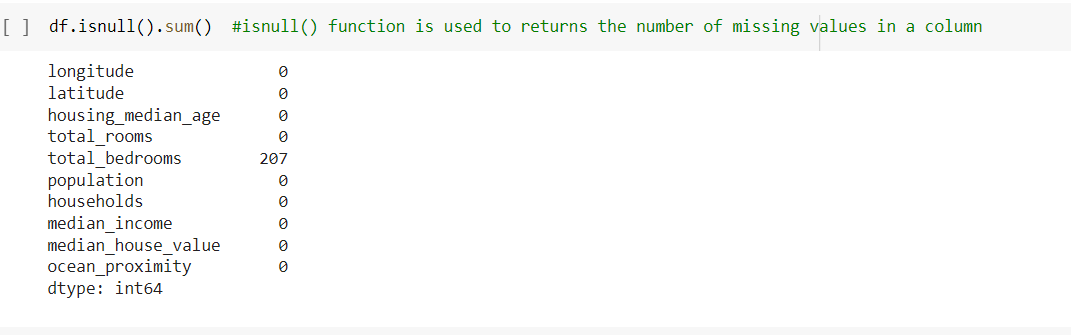 [ ] df.isnull().sum() #isnull() function is used to returns the number of missing values in a column
longitude 0
latitude 0
housing_median_age 0
total_rooms 0
total_bedrooms 207
population 0
households 0
median_income 0
median_house_value 0
ocean_proximity 0
dtype: int64